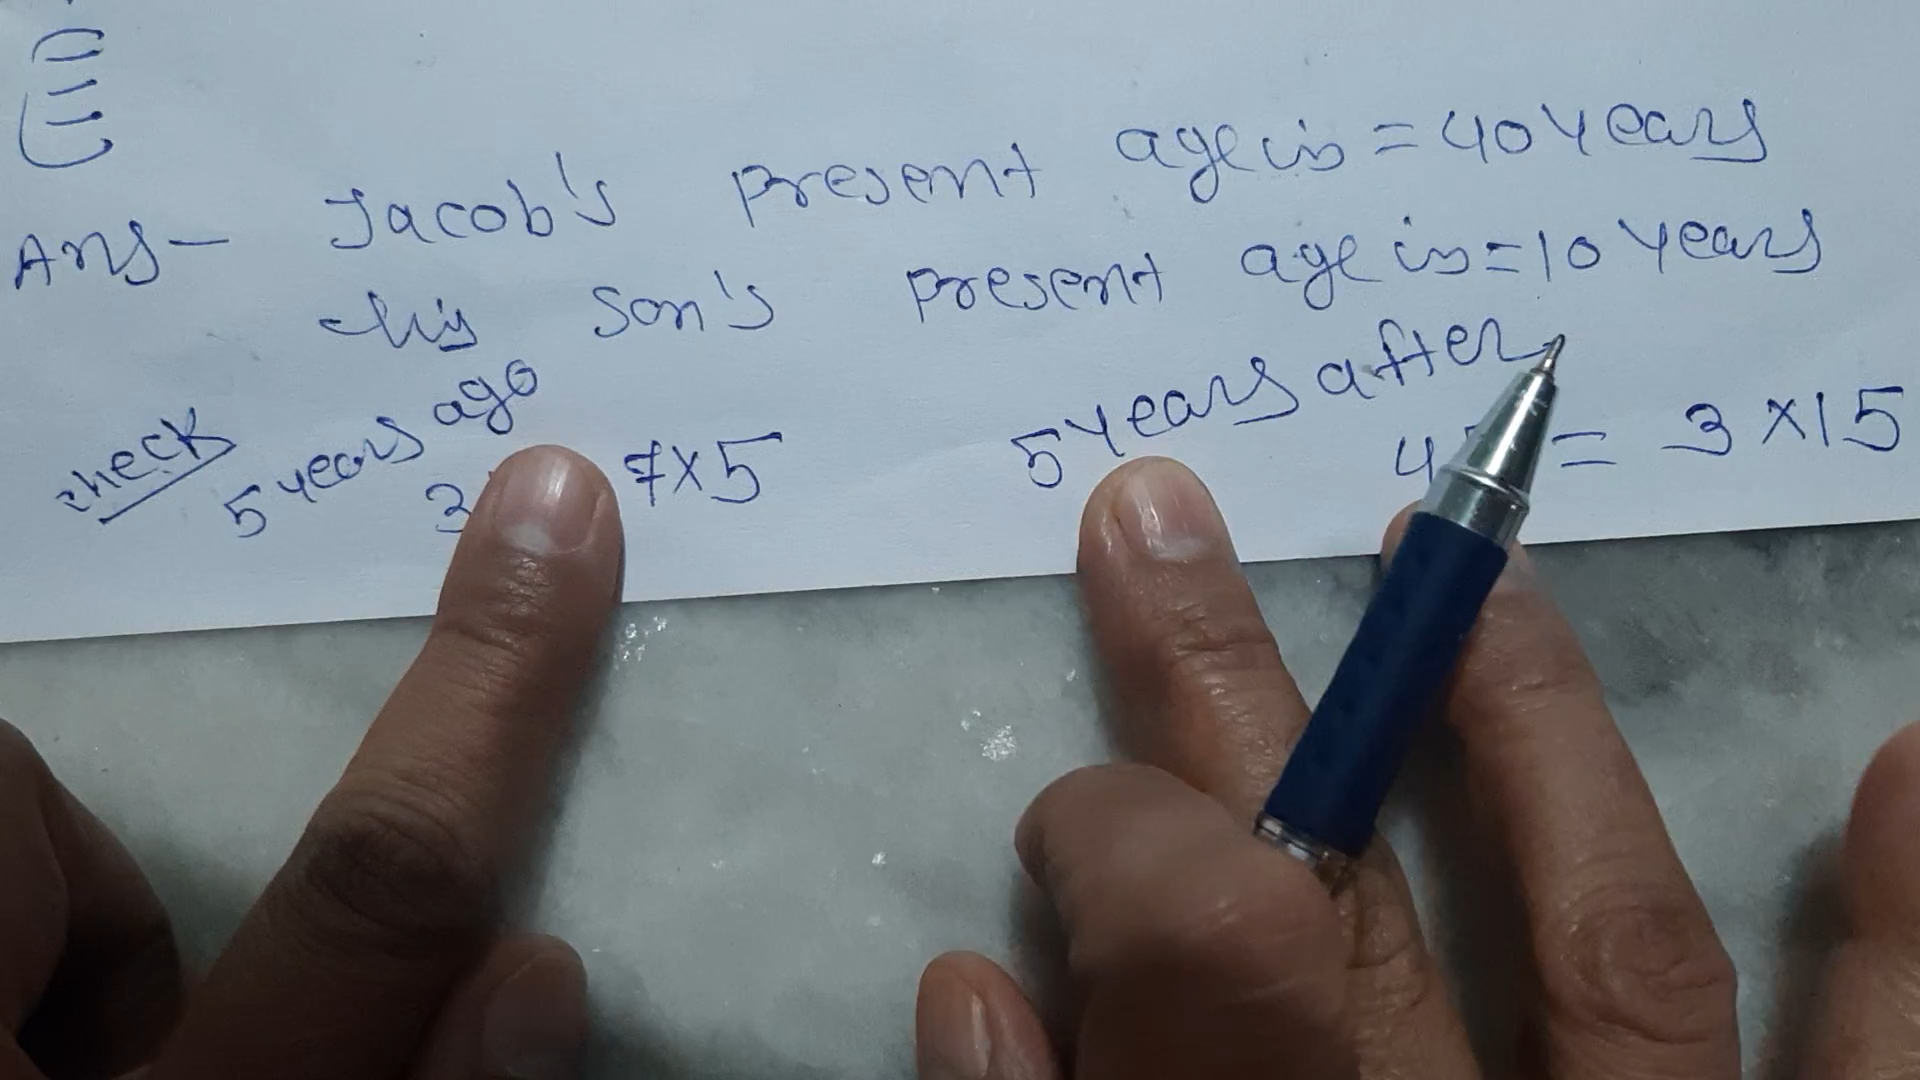 Ans- Jacob's present age is = 40 years
his son's present age is = 10 years
check 5 years ago 5 years after
3 7x5 4 = 3x15